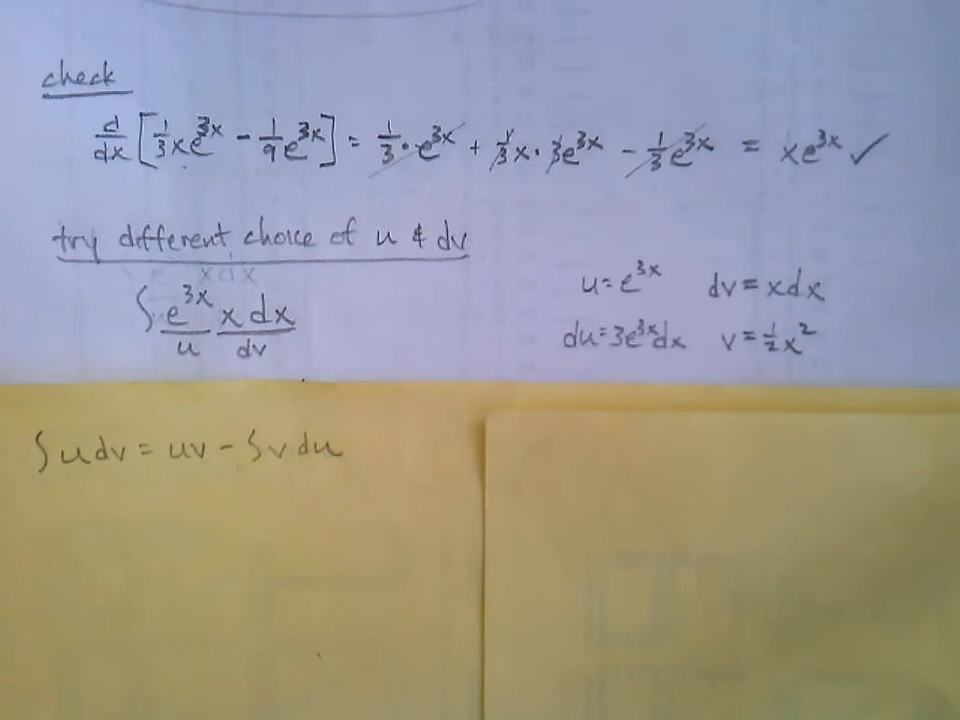 check
d/dx [1/3 xe^3x - 1/9 e^3x] = 1/3 · e^3x + 1/3 x · 3e^3x - 1/3 e^3x = xe^3x ✓
try different choice of u & dv
∫ e^3x x dx
u dv
u = e^3x dv = xdx
du = 3e^3x dx v = 1/2 x^2
∫ u dv = uv - ∫ v du